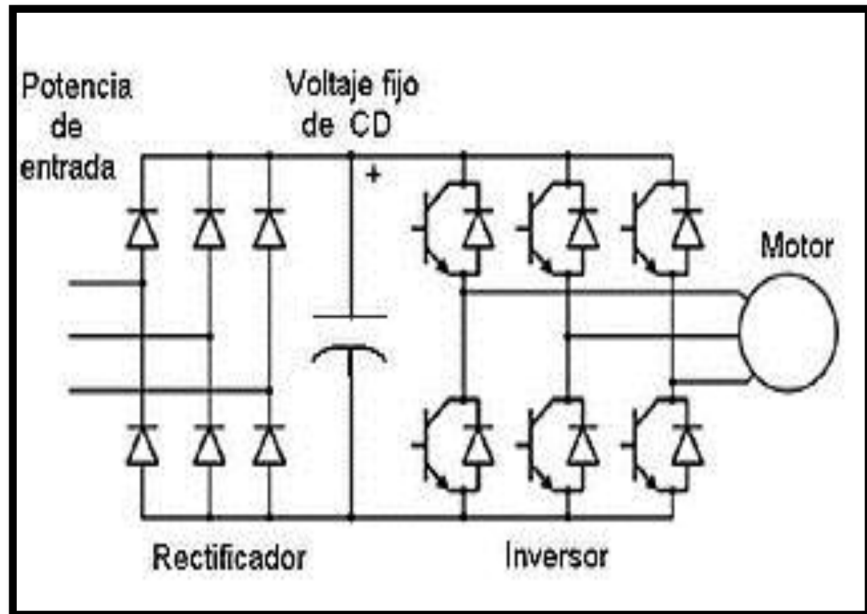 Potencia
de
entrada
Voltaje fijo
de CD
+
Motor
Rectificador
Inversor